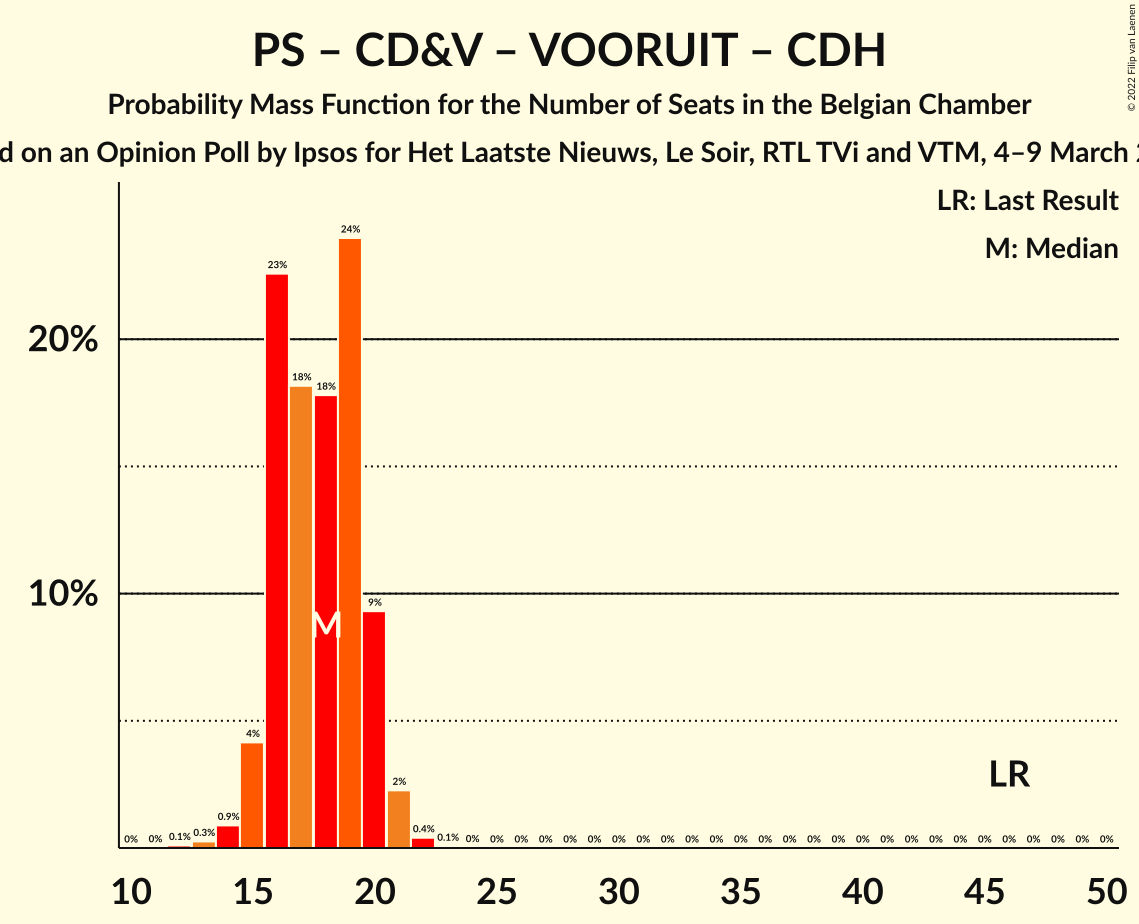 PS – CD&V – VOORUIT – CDH
Probability Mass Function for the Number of Seats in the Belgian Chamber
on an Opinion Poll by Ipsos for Het Laatste Nieuws, Le Soir, RTL TVi and VTM, 4–9 March
© 2022 Filip van Laenen
LR: Last Result
M: Median
20%
10%
0% 0% 0.1% 0.3% 0.9% 4% 23% 18% 18% 24% 9% 2% 0.4% 0.1% 0% 0% 0% 0% 0% 0% 0% 0% 0% 0% 0% 0% 0% 0% 0% 0% 0% 0% 0% 0% 0% 0% 0% 0% 0% 0% 0%
M
LR
10 15 20 25 30 35 40 45 50